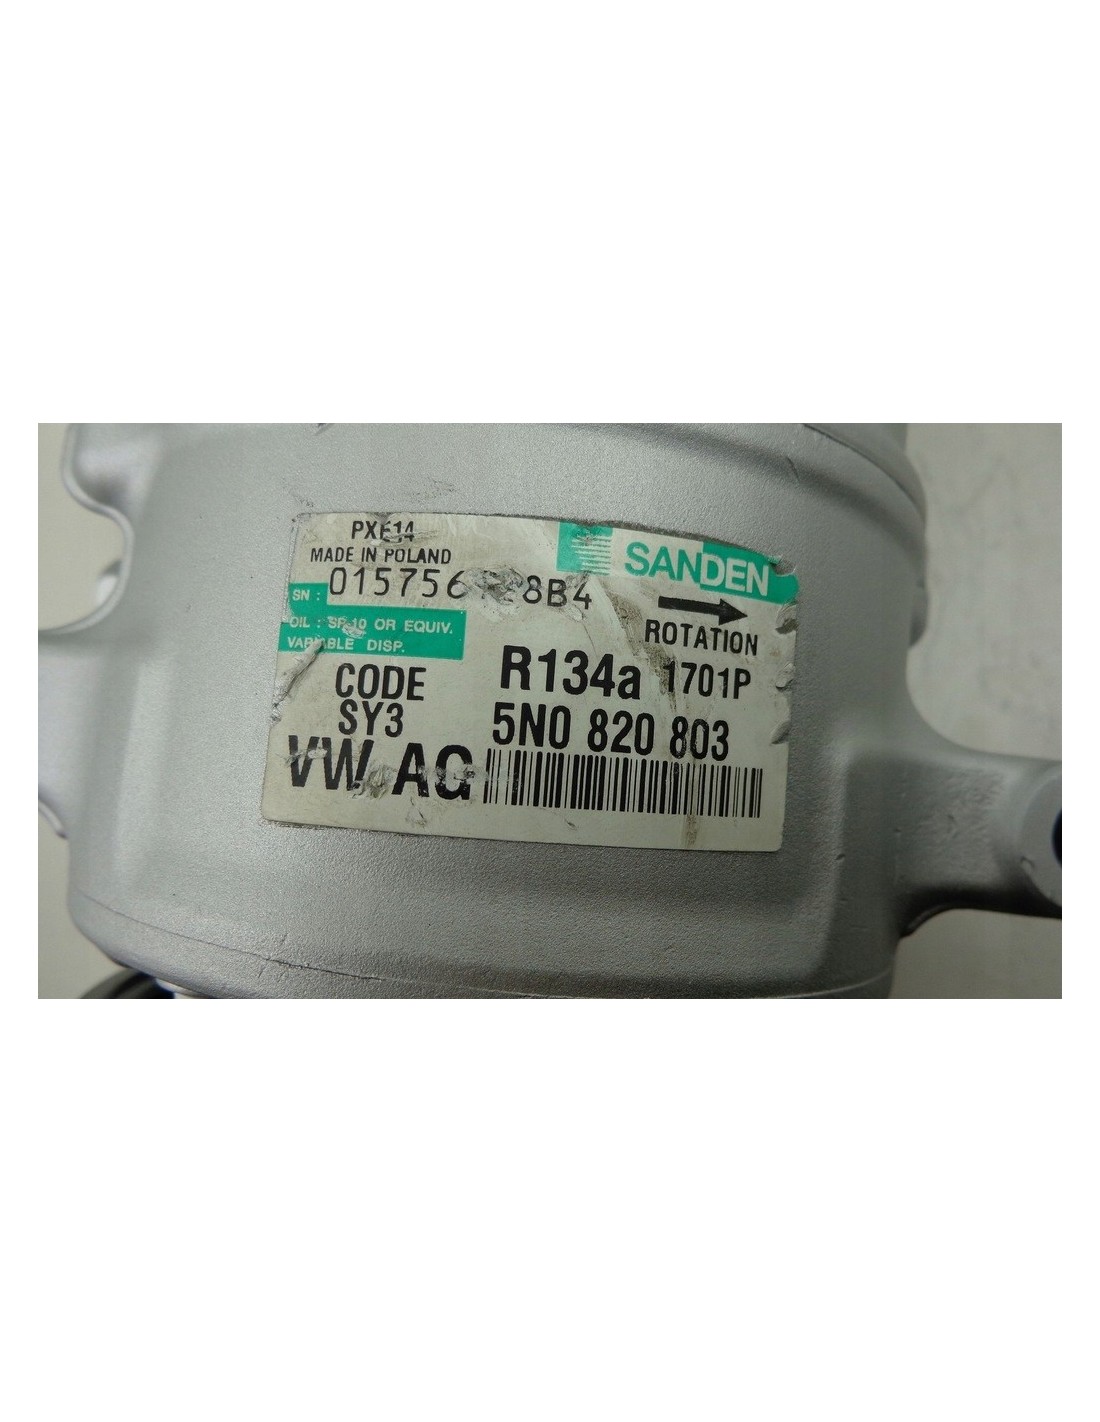 PXE14
MADE IN POLAND
SANDEN
SN :
OIL : SP-10 OR EQUIV.
VARIABLE DISP.
ROTATION
CODE
SY3
R134a 1701P
5N0 820 803
VW AG